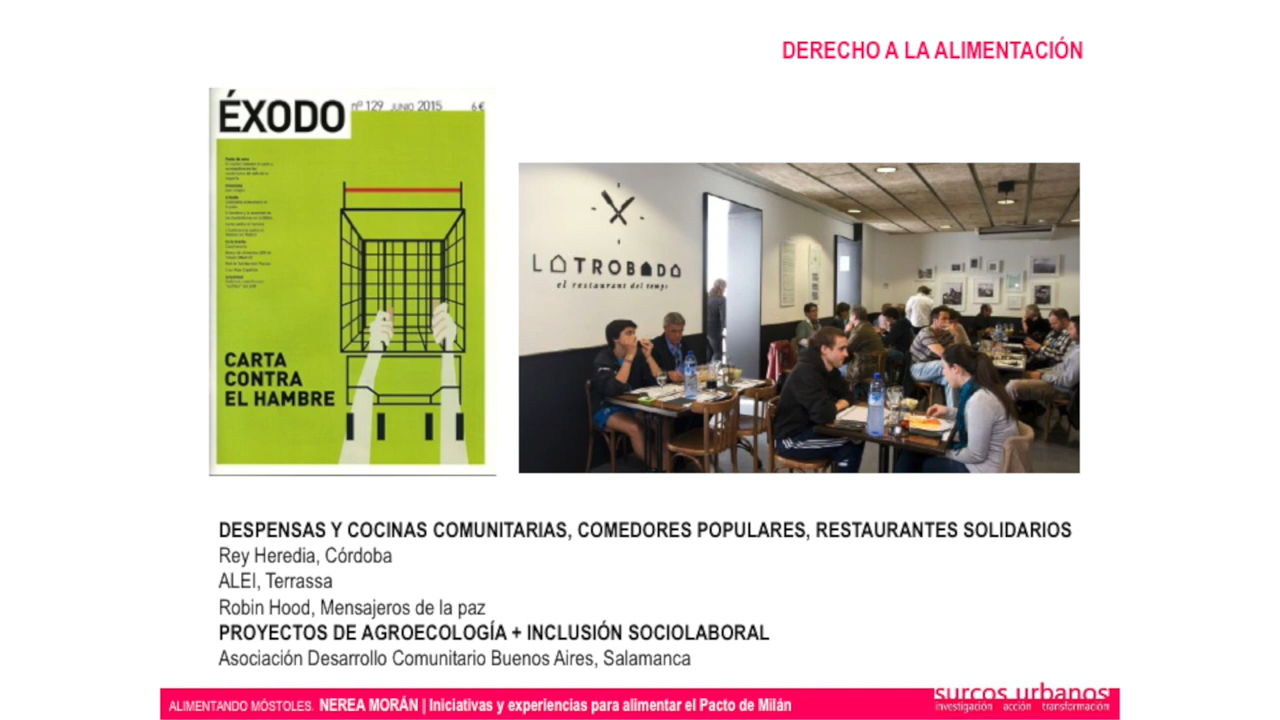 DERECHO A LA ALIMENTACIÓN
ÉXODO nº 129 JUNIO 2015 6 €
CARTA
CONTRA
EL HAMBRE
LATROBADA
el restaurant del temps
DESPENSAS Y COCINAS COMUNITARIAS, COMEDORES POPULARES, RESTAURANTES SOLIDARIOS
Rey Heredia, Córdoba
ALEI, Terrassa
Robin Hood, Mensajeros de la paz
PROYECTOS DE AGROECOLOGÍA + INCLUSIÓN SOCIOLABORAL
Asociación Desarrollo Comunitario Buenos Aires, Salamanca
ALIMENTANDO MÓSTOLES. NEREA MORÁN | Iniciativas y experiencias para alimentar el Pacto de Milán
surcos urbanos
investigación acción transformación